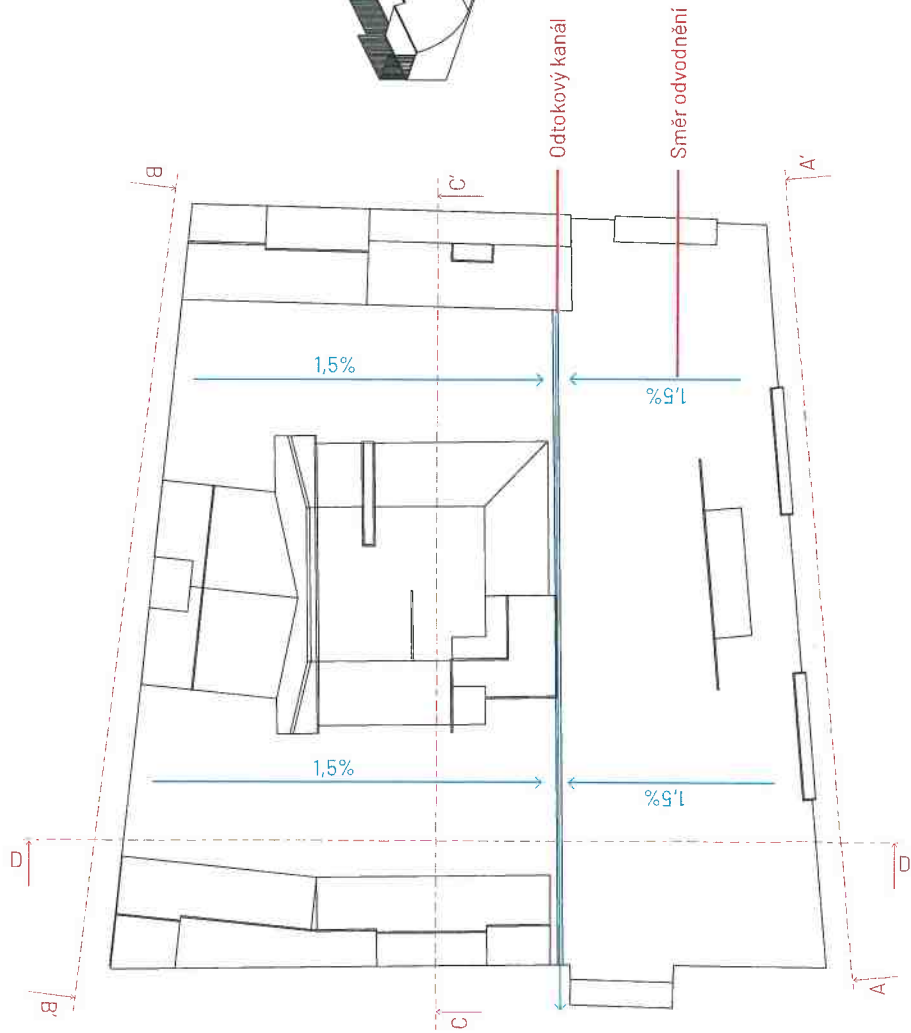 Odtokový kanál
Směr odvodnění
B
A'
C'
1,5%
1,5%
1,5%
1,5%
D
D
B'
C
A